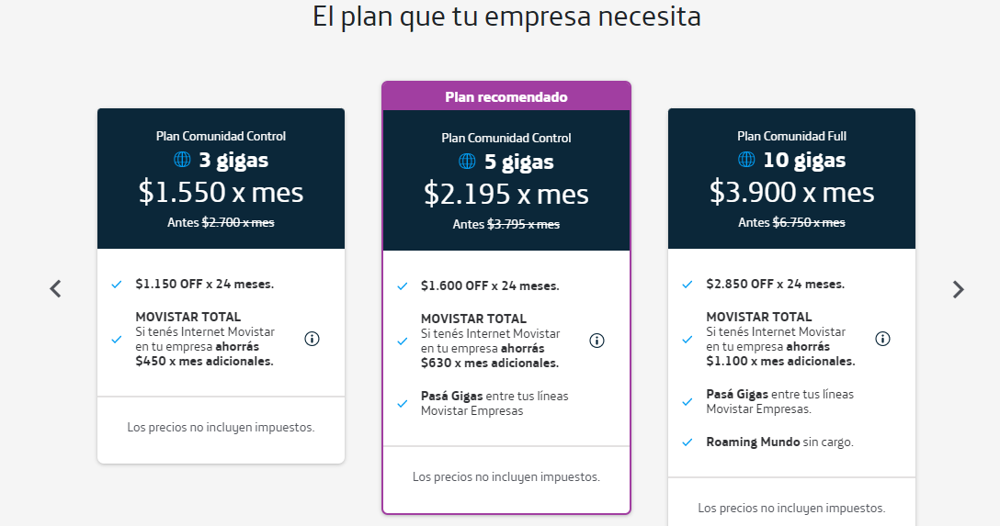 El plan que tu empresa necesita
Plan Comunidad Control
3 gigas
$1.550 x mes
Antes $2.700 x mes
$1.150 OFF x 24 meses.
MOVISTAR TOTAL
Si tenés Internet Movistar
en tu empresa ahorrás
$450 x mes adicionales.
Los precios no incluyen impuestos.
Plan recomendado
Plan Comunidad Control
5 gigas
$2.195 x mes
Antes $3.795 x mes
$1.600 OFF x 24 meses.
MOVISTAR TOTAL
Si tenés Internet Movistar
en tu empresa ahorrás
$630 x mes adicionales.
Pasá Gigas entre tus líneas
Movistar Empresas
Los precios no incluyen impuestos.
Plan Comunidad Full
10 gigas
$3.900 x mes
Antes $6.750 x mes
$2.850 OFF x 24 meses.
MOVISTAR TOTAL
Si tenés Internet Movistar
en tu empresa ahorrás
$1.100 x mes adicionales.
Pasá Gigas entre tus líneas
Movistar Empresas.
Roaming Mundo sin cargo.
Los precios no incluyen impuestos.